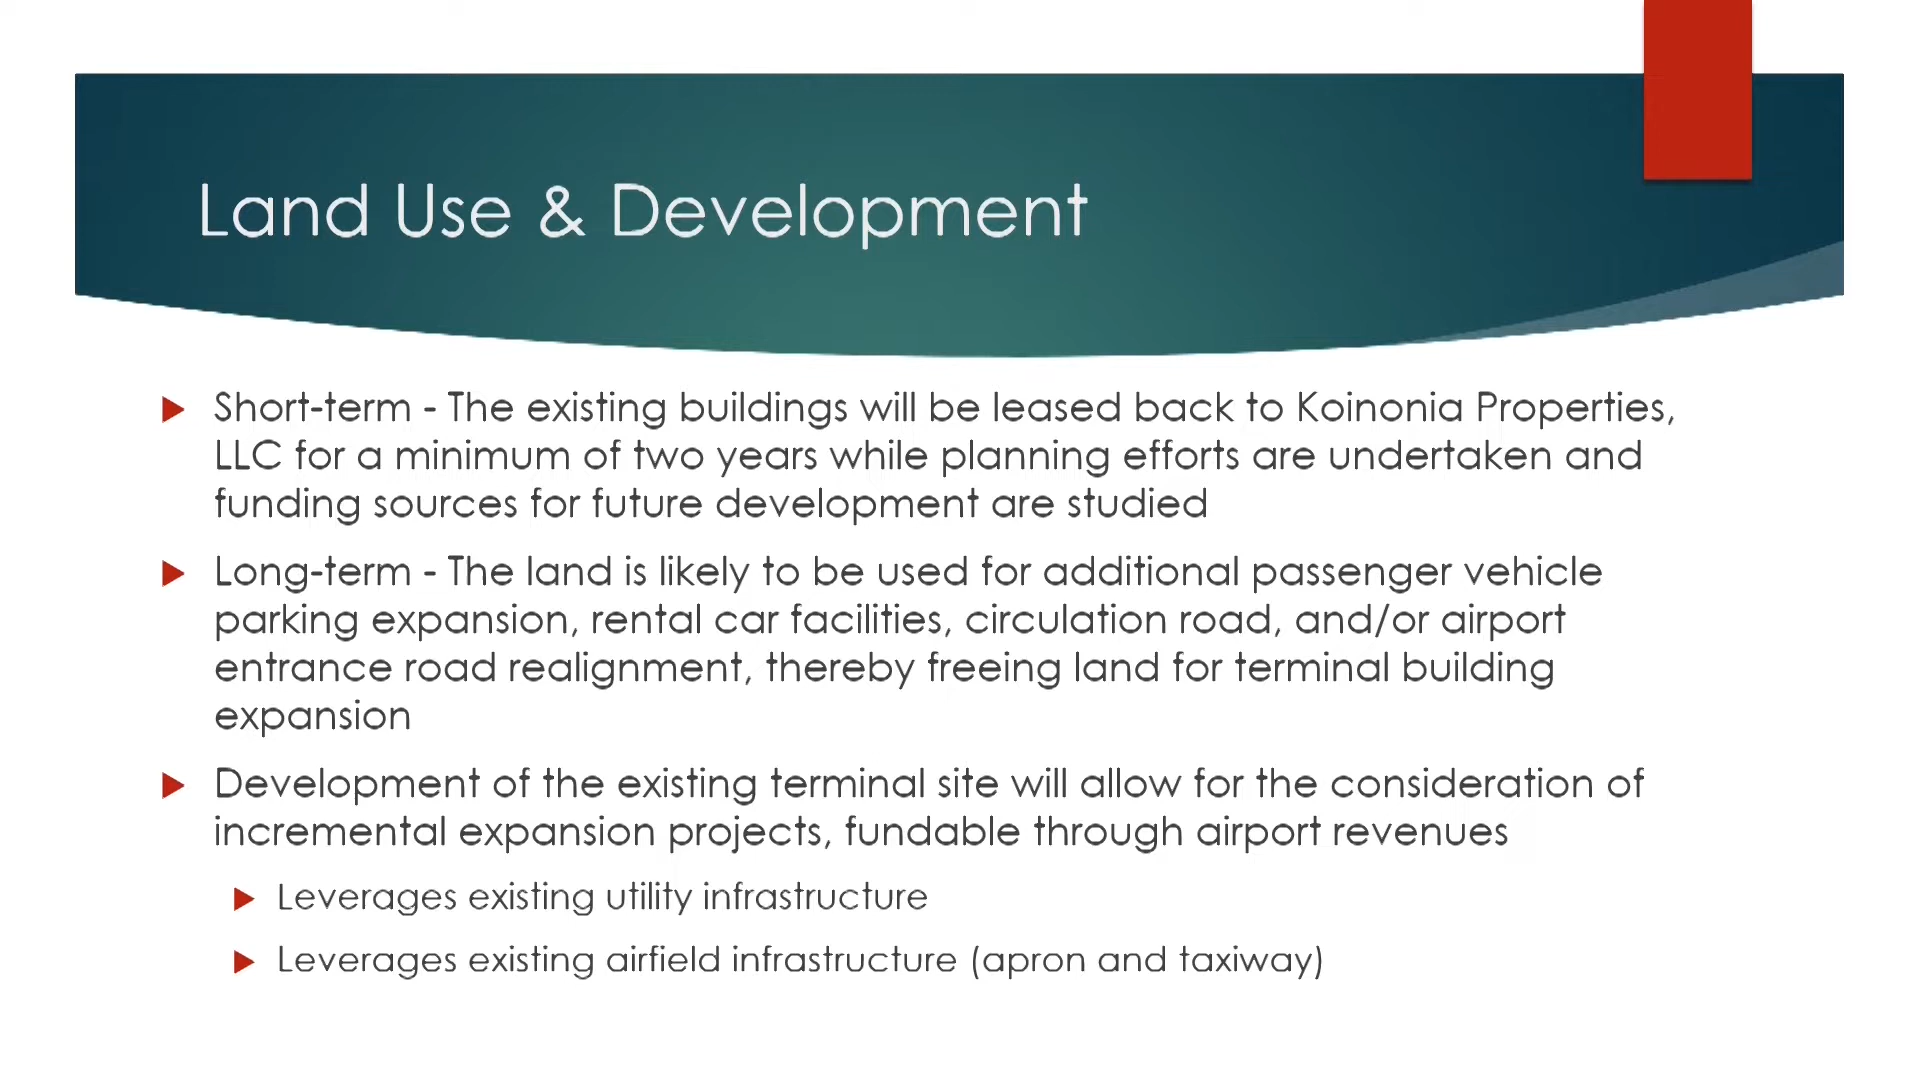 Land Use & Development
Short-term - The existing buildings will be leased back to Koinonia Properties,
LLC for a minimum of two years while planning efforts are undertaken and
funding sources for future development are studied
Long-term - The land is likely to be used for additional passenger vehicle
parking expansion, rental car facilities, circulation road, and/or airport
entrance road realignment, thereby freeing land for terminal building
expansion
Development of the existing terminal site will allow for the consideration of
incremental expansion projects, fundable through airport revenues
Leverages existing utility infrastructure
Leverages existing airfield infrastructure (apron and taxiway)